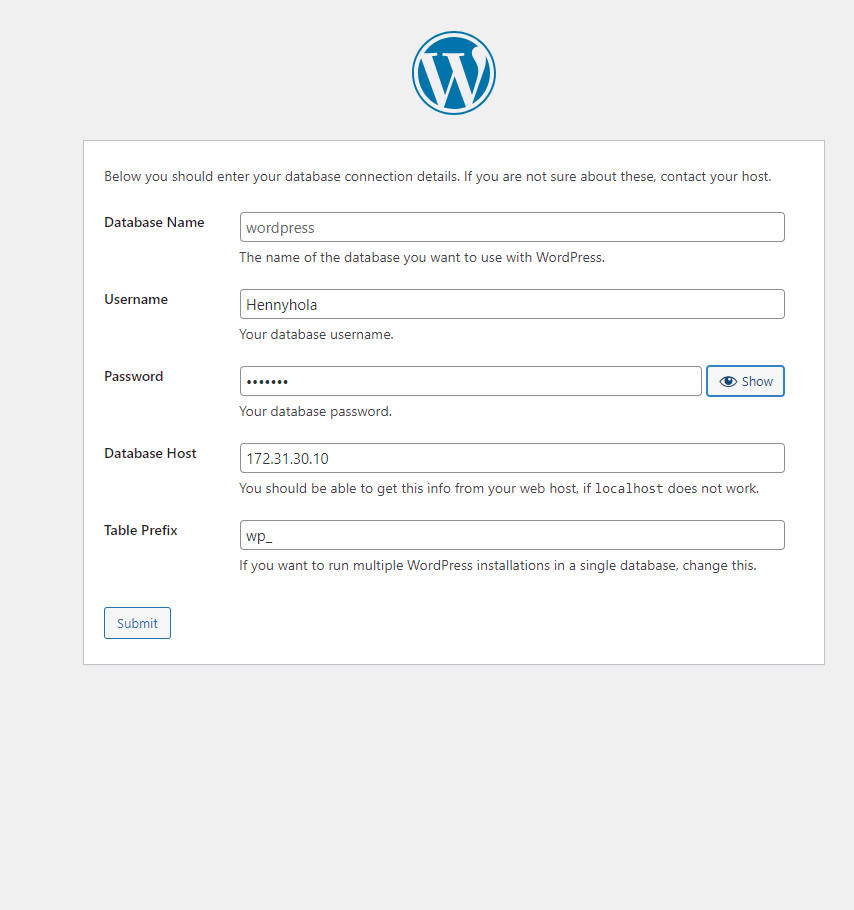 Below you should enter your database connection details. If you are not sure about these, contact your host.
Database Name
wordpress
The name of the database you want to use with WordPress.
Username
Hennyhola
Your database username.
Password
•••••••
Show
Your database password.
Database Host
172.31.30.10
You should be able to get this info from your web host, if localhost does not work.
Table Prefix
wp_
If you want to run multiple WordPress installations in a single database, change this.
Submit